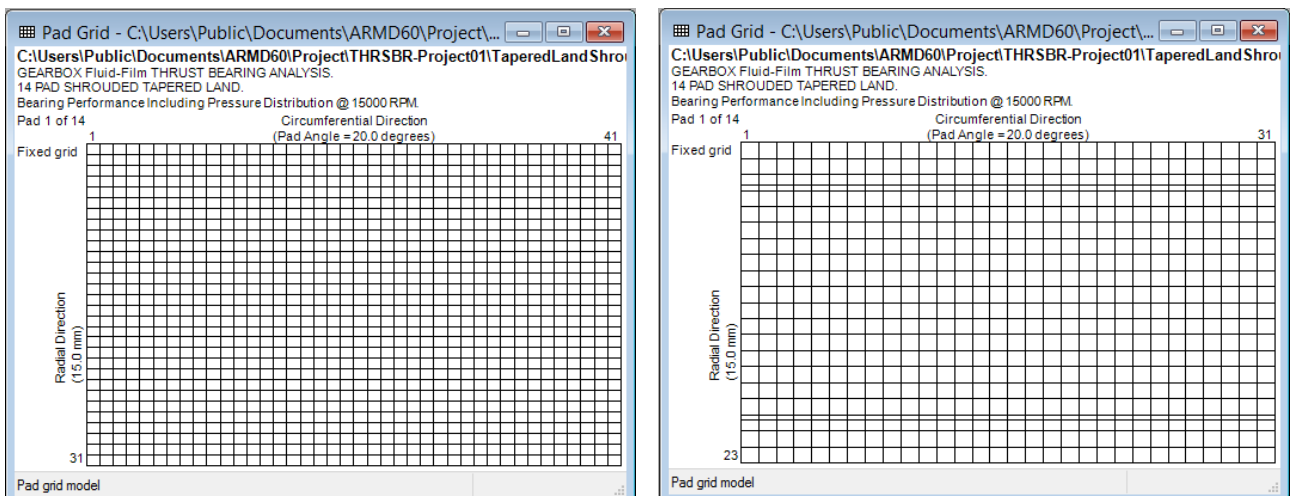 Pad Grid - C:\Users\Public\Documents\ARMD60\Project\...
C:\Users\Public\Documents\ARMD60\Project\THRSBR-Project01\TaperedLandShro
GEARBOX Fluid-Film THRUST BEARING ANALYSIS.
14 PAD SHROUDED TAPERED LAND.
Bearing Performance Including Pressure Distribution @ 15000 RPM.
Pad 1 of 14
Circumferential Direction
1
(Pad Angle = 20.0 degrees)
41
Fixed grid
Radial Direction
(15.0 mm)
31
Pad grid model
Pad Grid - C:\Users\Public\Documents\ARMD60\Project\...
C:\Users\Public\Documents\ARMD60\Project\THRSBR-Project01\TaperedLandShro
GEARBOX Fluid-Film THRUST BEARING ANALYSIS.
14 PAD SHROUDED TAPERED LAND.
Bearing Performance Including Pressure Distribution @ 15000 RPM.
Pad 1 of 14
Circumferential Direction
1
(Pad Angle = 20.0 degrees)
31
Fixed grid
Radial Direction
(15.0 mm)
23
Pad grid model